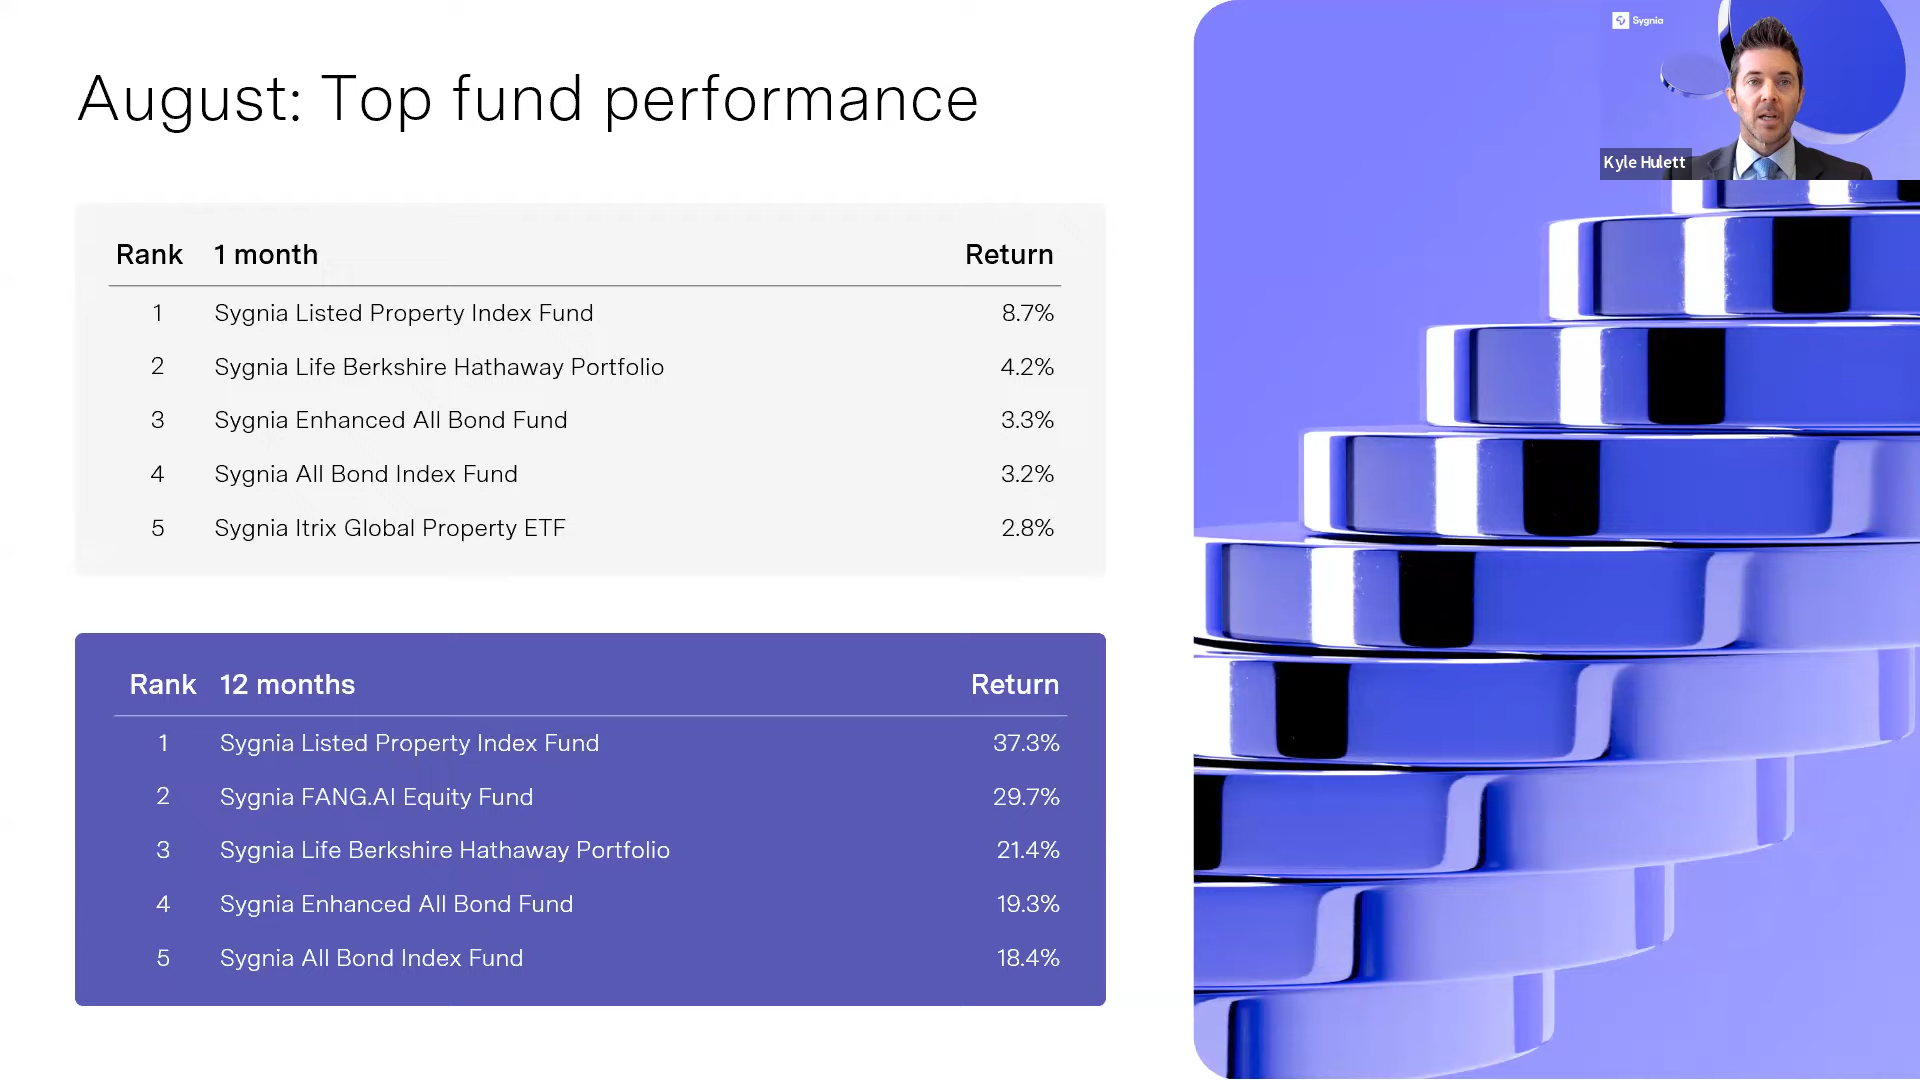 Sygnia
August: Top fund performance
Kyle Hulett
Rank 1 month Return
1 Sygnia Listed Property Index Fund 8.7%
2 Sygnia Life Berkshire Hathaway Portfolio 4.2%
3 Sygnia Enhanced All Bond Fund 3.3%
4 Sygnia All Bond Index Fund 3.2%
5 Sygnia Itrix Global Property ETF 2.8%
Rank 12 months Return
1 Sygnia Listed Property Index Fund 37.3%
2 Sygnia FANG.AI Equity Fund 29.7%
3 Sygnia Life Berkshire Hathaway Portfolio 21.4%
4 Sygnia Enhanced All Bond Fund 19.3%
5 Sygnia All Bond Index Fund 18.4%